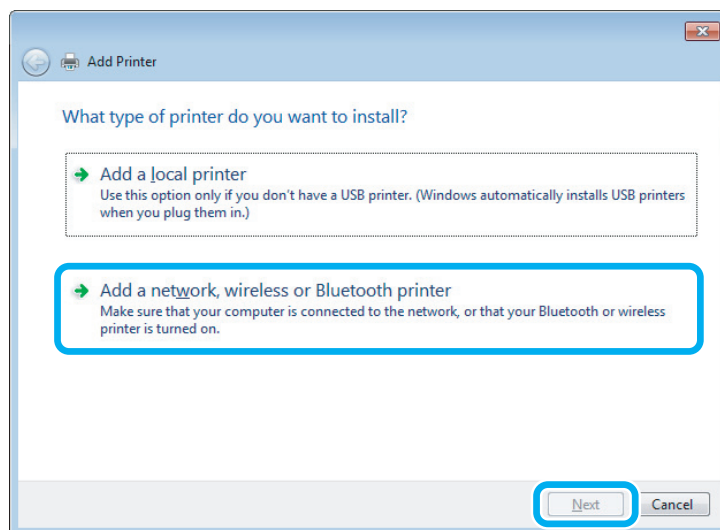 Add Printer
What type of printer do you want to install?
Add a local printer
Use this option only if you don't have a USB printer. (Windows automatically installs USB printers
when you plug them in.)
Add a network, wireless or Bluetooth printer
Make sure that your computer is connected to the network, or that your Bluetooth or wireless
printer is turned on.
Next Cancel